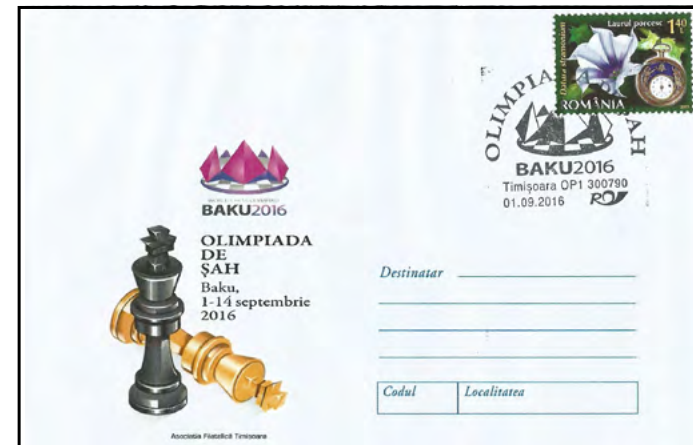 Laurul porcesc 1 40 L
Datura stramonium
ROMÂNIA
OLIMPIADA DE ŞAH
BAKU2016
Timişoara OP1 300790
01.09.2016
BAKU2016
OLIMPIADA
DE
ŞAH
Baku,
1-14 septembrie
2016
Destinatar
Codul Localitatea
Asociatia Filatelică Timisoara